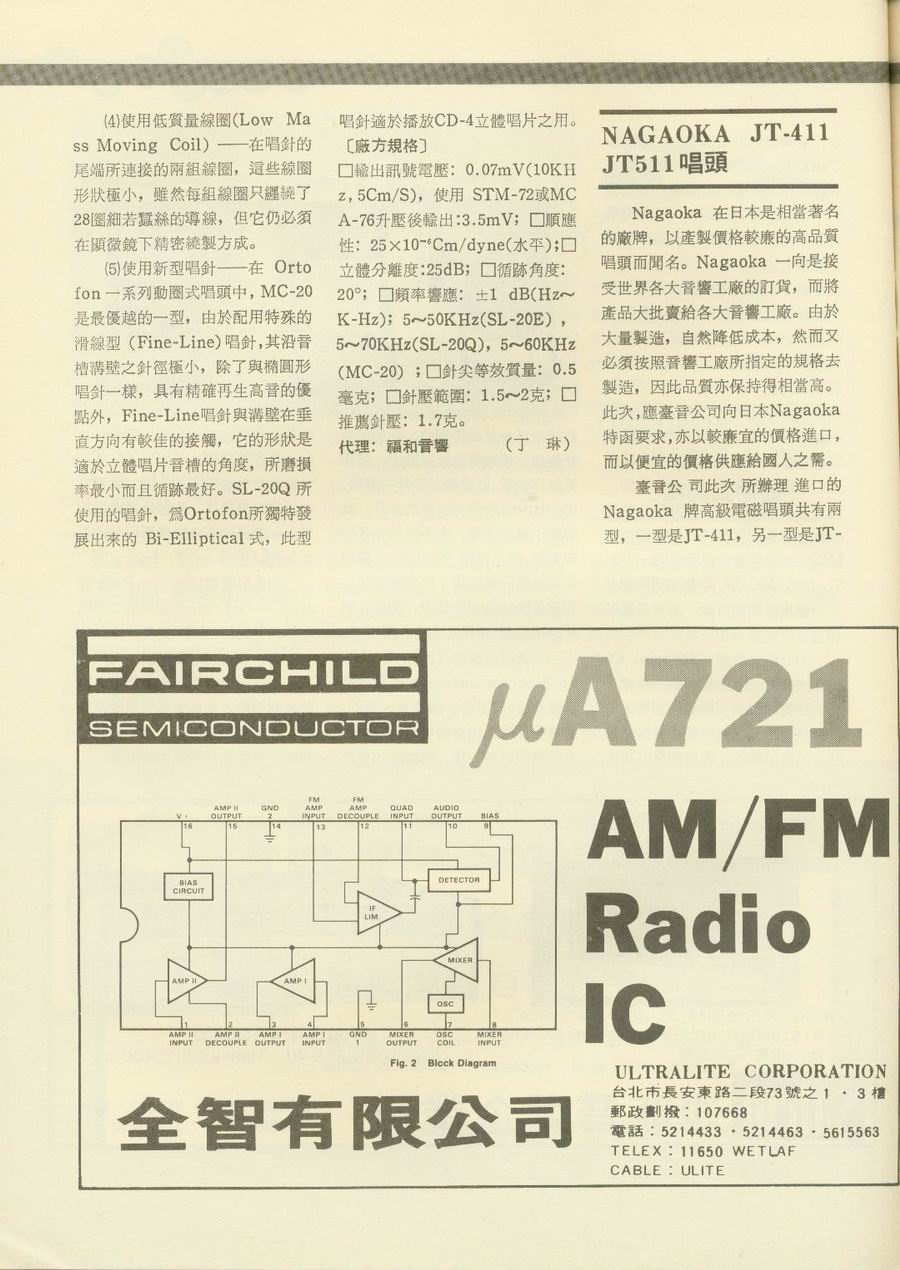 ⑷使用低質量線圈(Low Ma
ss Moving Coil) ——在唱針的
尾端所連接的兩組線圈，這些線圈
形狀極小，雖然每組線圈只纒繞了
28圈細若蠶絲的導線，但它仍必須
在顯微鏡下精密繞製方成。
⑸使用新型唱針——在 Orto
fon 一系列動圈式唱頭中，MC-20
是最優越的一型，由於配用特殊的
滑線型 (Fine-Line) 唱針,其沿音
槽溝壁之針徑極小，除了與橢圓形
唱針一樣，具有精確再生高音的優
點外，Fine-Line唱針與溝壁在垂
直方向有較佳的接觸，它的形狀是
適於立體唱片音槽的角度，所磨損
率最小而且循跡最好。SL-20Q 所
使用的唱針，爲Ortofon所獨特發
展出來的 Bi-Elliptical 式，此型
唱針適於播放CD-4立體唱片之用。
〔廠方規格〕
□輸出訊號電壓：0.07mV(10KH
z, 5Cm/S)，使用 STM-72或MC
A-76升壓後輸出:3.5mV；□順應
性：25×10⁻⁶Cm/dyne(水平);□
立體分離度:25dB；□循跡角度：
20°；□頻率響應：±1 dB(Hz～
K-Hz)；5～50KHz(SL-20E)，
5～70KHz(SL-20Q)，5～60KHz
(MC-20)；□針尖等效質量：0.5
毫克；□針壓範圍：1.5～2克；□
推薦針壓：1.7克。
代理：福和音響 （丁 琳）
NAGAOKA JT-411
JT511唱頭
Nagaoka 在日本是相當著名
的廠牌，以產製價格較廉的高品質
唱頭而聞名。Nagaoka 一向是接
受世界各大音響工廠的訂貨，而將
產品大批賣給各大音響工廠。由於
大量製造，自然降低成本，然而又
必須按照音響工廠所指定的規格去
製造，因此品質亦保持得相當高。
此次,應臺音公司向日本Nagaoka
特函要求,亦以較廉宜的價格進口，
而以便宜的價格供應給國人之需。
臺音公司此次所辦理進口的
Nagaoka 牌高級電磁唱頭共有兩
型，一型是JT-411，另一型是JT-
FAIRCHILD
SEMICONDUCTOR
μA721
AM/FM
Radio
IC
V+
AMP II OUTPUT
GND 2
FM AMP INPUT
FM AMP DECOUPLE
QUAD INPUT
AUDIO OUTPUT
BIAS
16 15 14 13 12 11 10 9
BIAS CIRCUIT
DETECTOR
IF LIM
MIXER
AMP II
AMP I
OSC
1 2 3 4 5 6 7 8
AMP II INPUT
AMP II DECOUPLE
AMP I OUTPUT
AMP I INPUT
GND 1
MIXER OUTPUT
OSC COIL
MIXER INPUT
Fig. 2 Block Diagram
全智有限公司
ULTRALITE CORPORATION
台北市長安東路二段73號之1・3樓
郵政劃撥：107668
電話：5214433・5214463・5615563
TELEX：11650 WETLAF
CABLE：ULITE